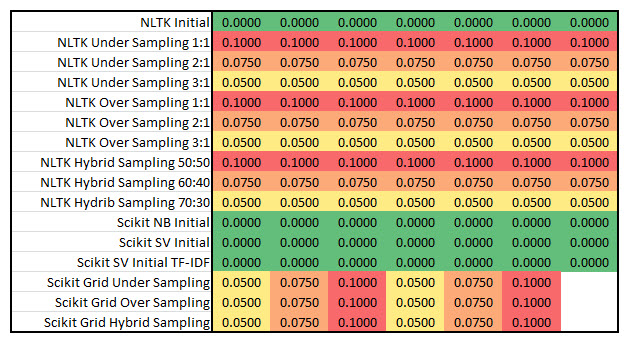 NLTK Initial 0.0000 0.0000 0.0000 0.0000 0.0000 0.0000 0.0000
NLTK Under Sampling 1:1 0.1000 0.1000 0.1000 0.1000 0.1000 0.1000 0.1000
NLTK Under Sampling 2:1 0.0750 0.0750 0.0750 0.0750 0.0750 0.0750 0.0750
NLTK Under Sampling 3:1 0.0500 0.0500 0.0500 0.0500 0.0500 0.0500 0.0500
NLTK Over Sampling 1:1 0.1000 0.1000 0.1000 0.1000 0.1000 0.1000 0.1000
NLTK Over Sampling 2:1 0.0750 0.0750 0.0750 0.0750 0.0750 0.0750 0.0750
NLTK Over Sampling 3:1 0.0500 0.0500 0.0500 0.0500 0.0500 0.0500 0.0500
NLTK Hybrid Sampling 50:50 0.1000 0.1000 0.1000 0.1000 0.1000 0.1000 0.1000
NLTK Hybrid Sampling 60:40 0.0750 0.0750 0.0750 0.0750 0.0750 0.0750 0.0750
NLTK Hydrib Sampling 70:30 0.0500 0.0500 0.0500 0.0500 0.0500 0.0500 0.0500
Scikit NB Initial 0.0000 0.0000 0.0000 0.0000 0.0000 0.0000 0.0000
Scikit SV Initial 0.0000 0.0000 0.0000 0.0000 0.0000 0.0000 0.0000
Scikit SV Initial TF-IDF 0.0000 0.0000 0.0000 0.0000 0.0000 0.0000 0.0000
Scikit Grid Under Sampling 0.0500 0.0750 0.1000 0.0500 0.0750 0.1000
Scikit Grid Over Sampling 0.0500 0.0750 0.1000 0.0500 0.0750 0.1000
Scikit Grid Hybrid Sampling 0.0500 0.0750 0.1000 0.0500 0.0750 0.1000